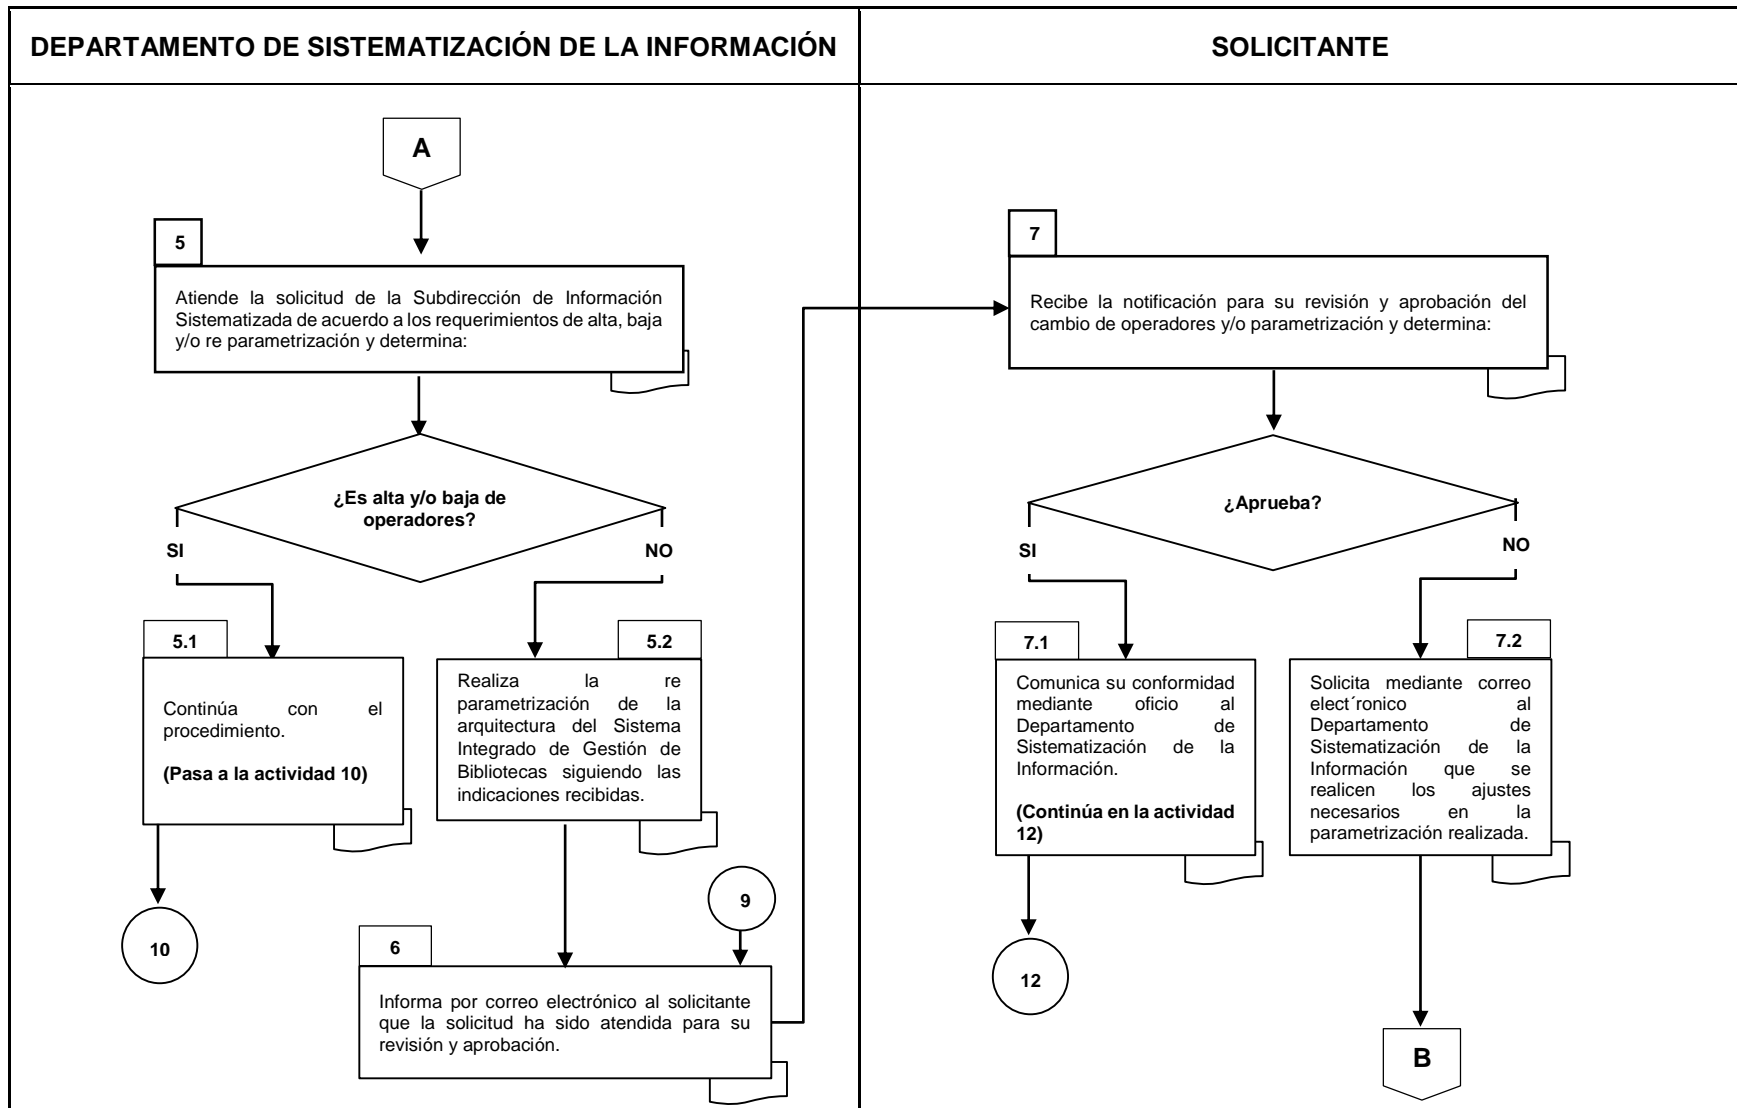 DEPARTAMENTO DE SISTEMATIZACIÓN DE LA INFORMACIÓN
SOLICITANTE
A
5
Atiende la solicitud de la Subdirección de Información
Sistematizada de acuerdo a los requerimientos de alta, baja
y/o re parametrización y determina:
¿Es alta y/o baja de
operadores?
SI
NO
5.1
Continúa con el
procedimiento.
(Pasa a la actividad 10)
10
5.2
Realiza la re
parametrización de la
arquitectura del Sistema
Integrado de Gestión de
Bibliotecas siguiendo las
indicaciones recibidas.
9
6
Informa por correo electrónico al solicitante
que la solicitud ha sido atendida para su
revisión y aprobación.
7
Recibe la notificación para su revisión y aprobación del
cambio de operadores y/o parametrización y determina:
¿Aprueba?
SI
NO
7.1
Comunica su conformidad
mediante oficio al
Departamento de
Sistematización de la
Información.
(Continúa en la actividad
12)
12
7.2
Solicita mediante correo
elect´ronico al
Departamento de
Sistematización de la
Información que se
realicen los ajustes
necesarios en la
parametrización realizada.
B